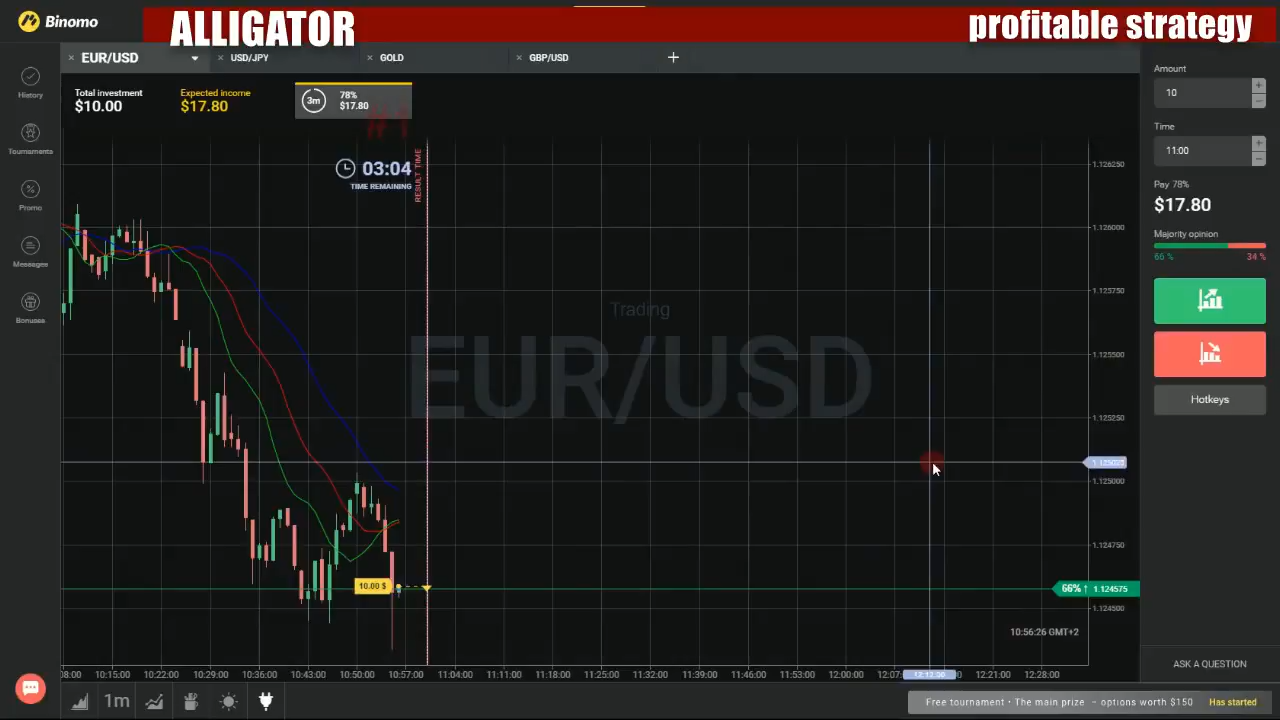 Binomo
ALLIGATOR
profitable strategy
EUR/USD
USD/JPY
GOLD
GBP/USD
Total investment
$10.00
Expected income
$17.80
3m
78%
$17.80
#1
03:04
TIME REMAINING
RESULT TIME
History
Tournaments
Promo
Messages
Bonuses
Trading
EUR/USD
10.00 $
1.126250
1.126000
1.125750
1.125500
1.125250
1.125000
1.124750
66% ↑ 1.124575
1.124500
10:56:26 GMT+2
:08:00 10:15:00 10:22:00 10:29:00 10:36:00 10:43:00 10:50:00 10:57:00 11:04:00 11:11:00 11:18:00 11:25:00 11:32:00 11:39:00 11:46:00 11:53:00 12:00:00 12:07: 12:12:00 12:21:00 12:28:00
1m
Amount
10
Time
11:00
Pay 78%
$17.80
Majority opinion
66 % 34 %
Hotkeys
ASK A QUESTION
Free tournament • The main prize – options worth $150 Has started